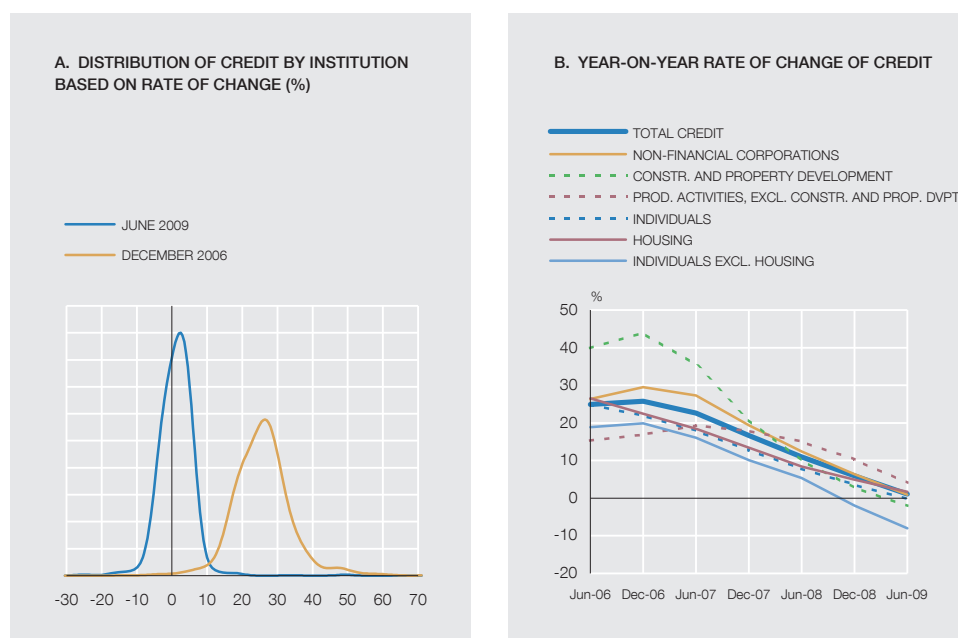 A. DISTRIBUTION OF CREDIT BY INSTITUTION
BASED ON RATE OF CHANGE (%)
JUNE 2009
DECEMBER 2006
-30 -20 -10 0 10 20 30 40 50 60 70
B. YEAR-ON-YEAR RATE OF CHANGE OF CREDIT
TOTAL CREDIT
NON-FINANCIAL CORPORATIONS
CONSTR. AND PROPERTY DEVELOPMENT
PROD. ACTIVITIES, EXCL. CONSTR. AND PROP. DVPT
INDIVIDUALS
HOUSING
INDIVIDUALS EXCL. HOUSING
%
50
40
30
20
10
0
-10
-20
Jun-06 Dec-06 Jun-07 Dec-07 Jun-08 Dec-08 Jun-09